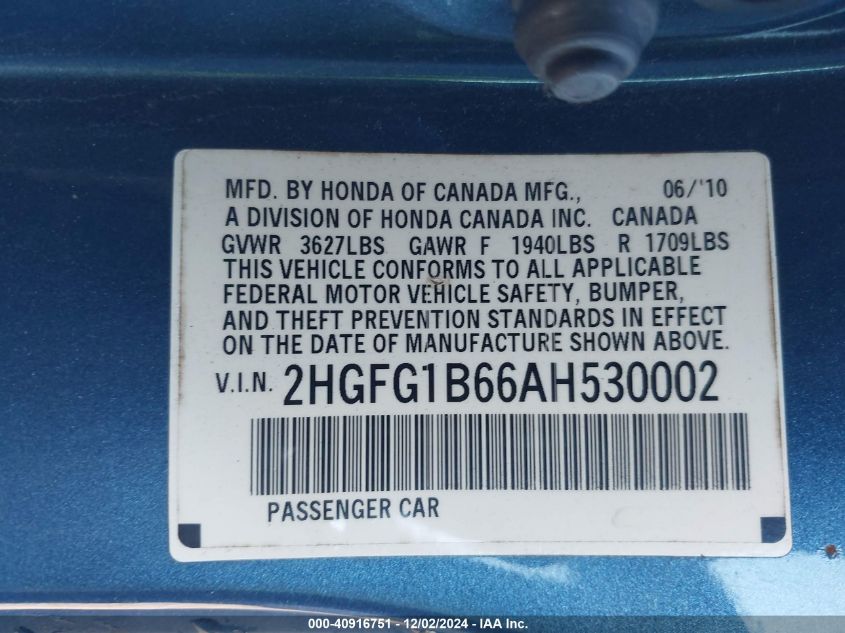 MFD. BY HONDA OF CANADA MFG., 06/'10
A DIVISION OF HONDA CANADA INC. CANADA
GVWR 3627LBS GAWR F 1940LBS R 1709LBS
THIS VEHICLE CONFORMS TO ALL APPLICABLE
FEDERAL MOTOR VEHICLE SAFETY, BUMPER,
AND THEFT PREVENTION STANDARDS IN EFFECT
ON THE DATE OF MANUFACTURE SHOWN ABOVE.
V.I.N. 2HGFG1B66AH530002
PASSENGER CAR
000-40916751 - 12/02/2024 - IAAI.COM